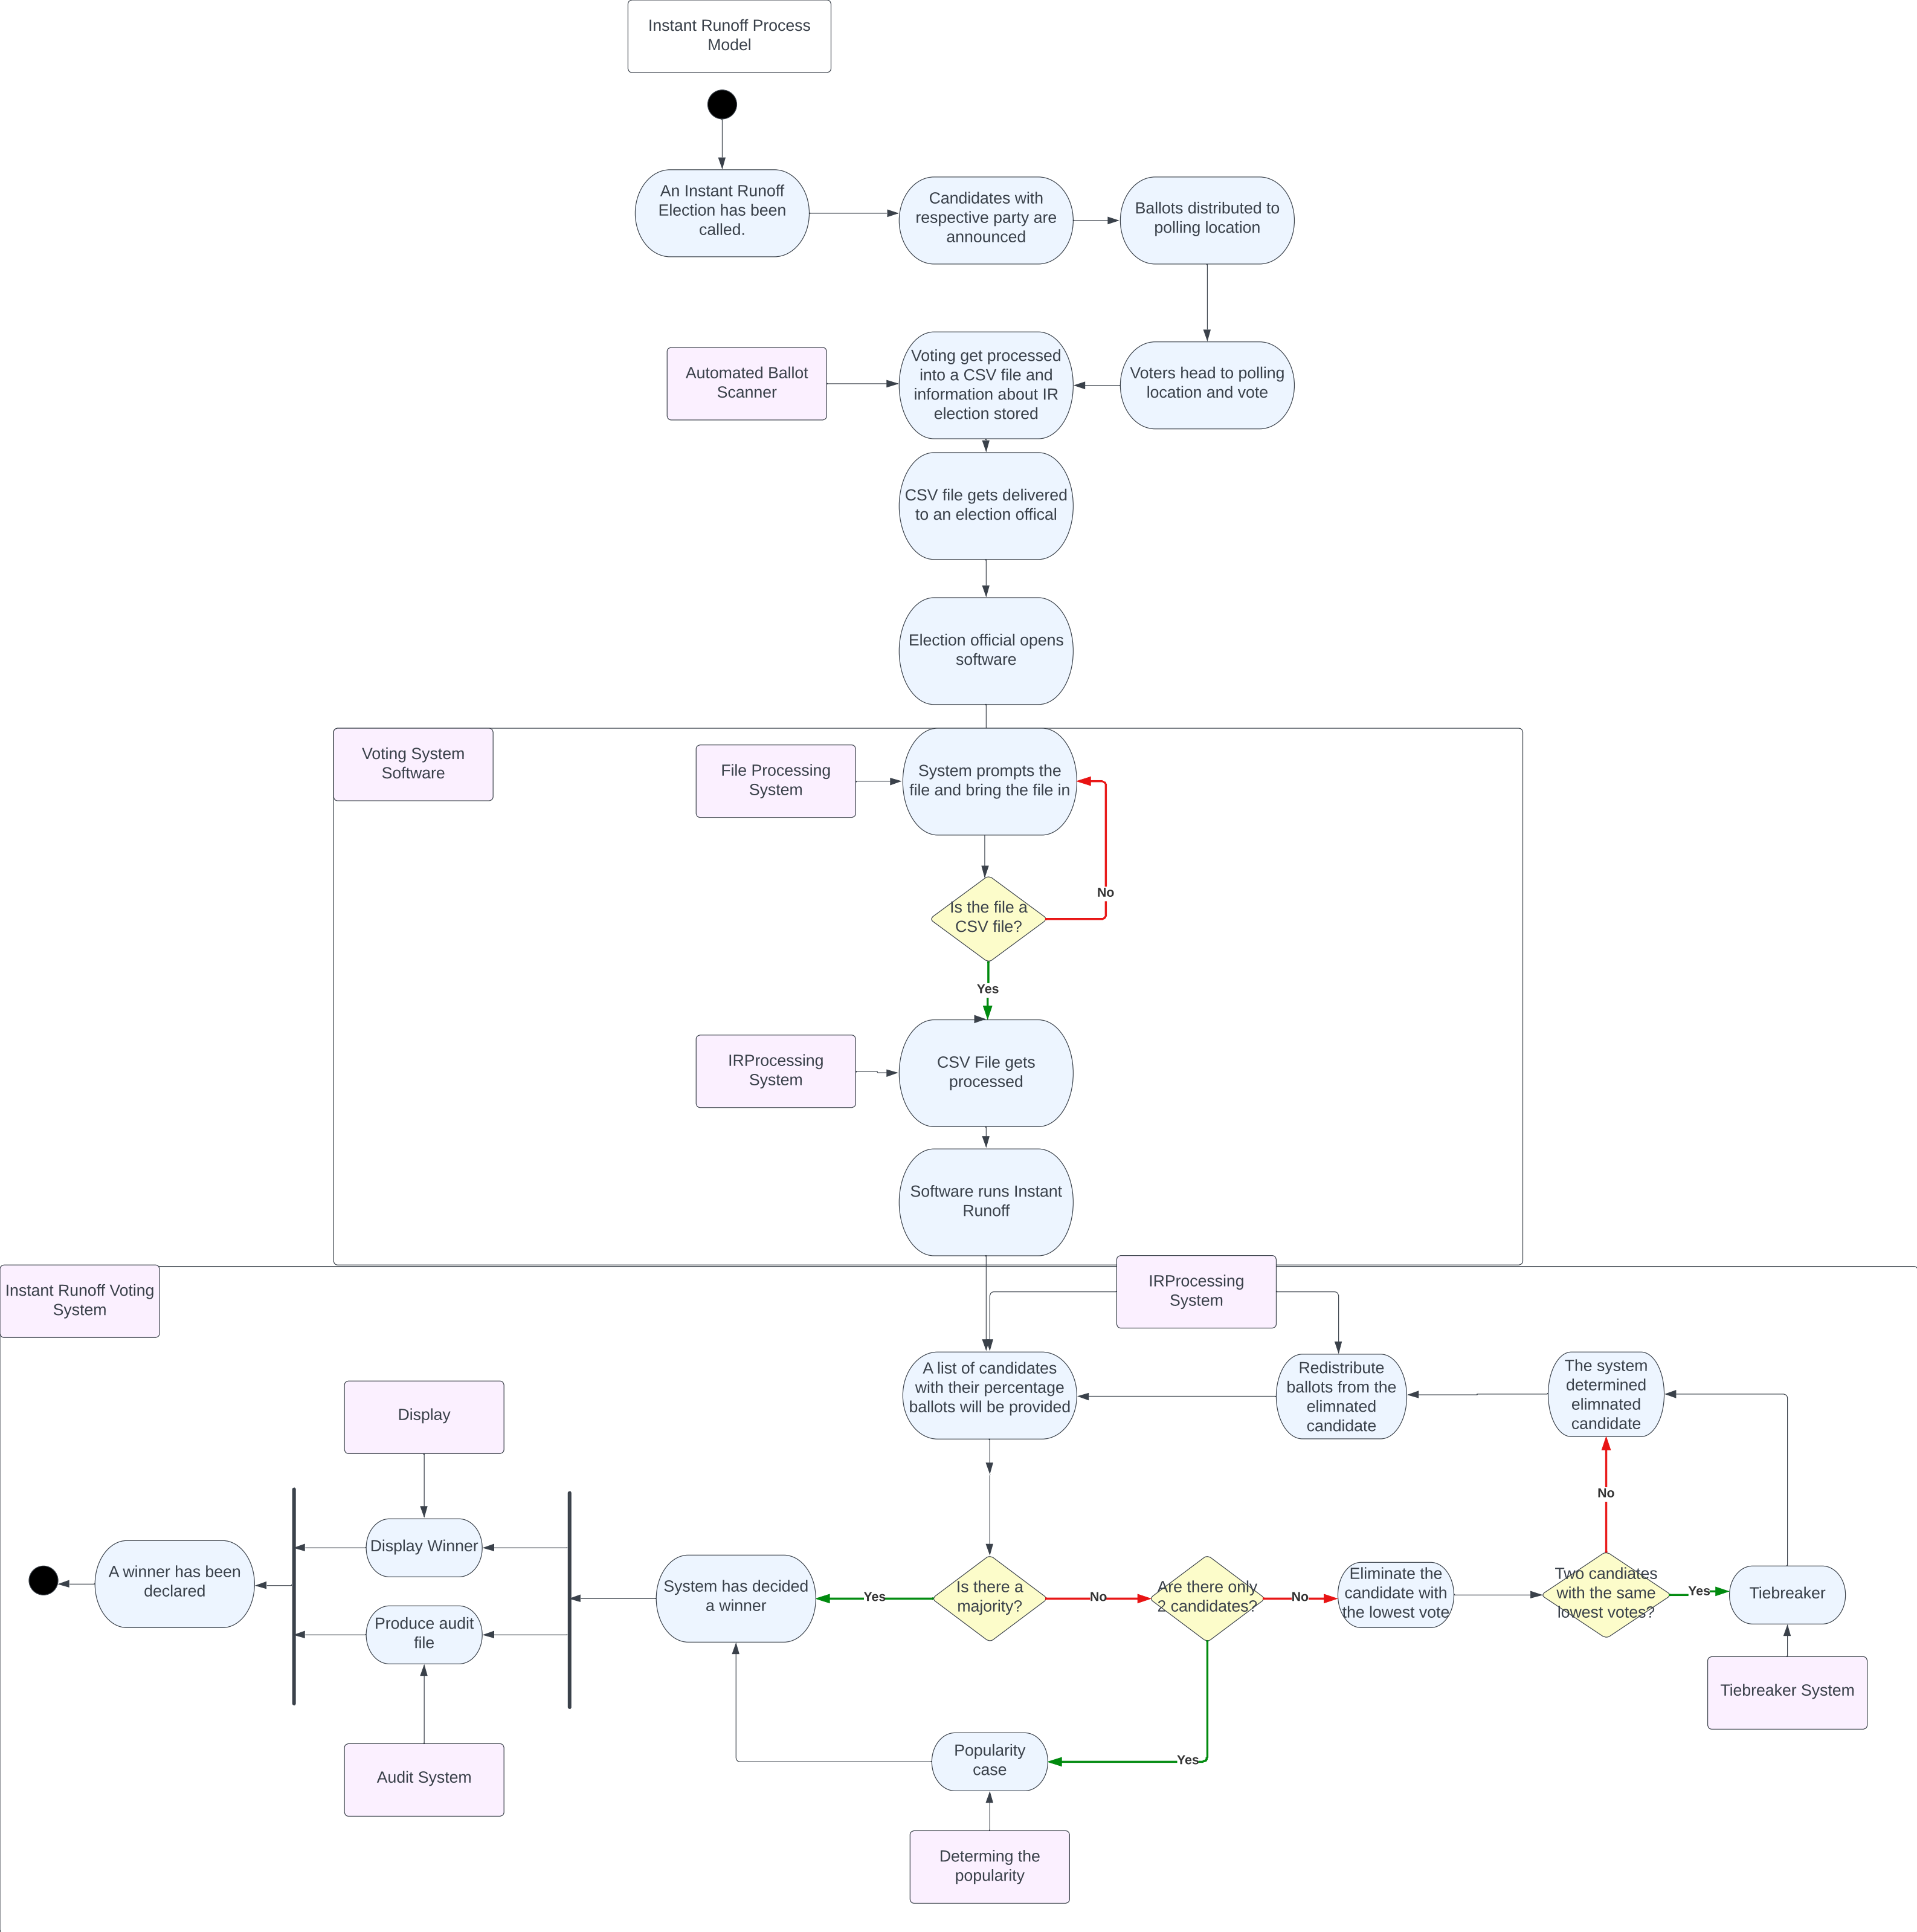 Instant Runoff Process
Model
An Instant Runoff
Election has been
called.
Candidates with
respective party are
announced
Ballots distributed to
polling location
Automated Ballot
Scanner
Voting get processed
into a CSV file and
information about IR
election stored
Voters head to polling
location and vote
CSV file gets delivered
to an election offical
Election official opens
software
Voting System
Software
File Processing
System
System prompts the
file and bring the file in
No
Is the file a
CSV file?
Yes
IRProcessing
System
CSV File gets
processed
Software runs Instant
Runoff
Instant Runoff Voting
System
IRProcessing
System
A list of candidates
with their percentage
ballots will be provided
Redistribute
ballots from the
elimnated
candidate
The system
determined
elimnated
candidate
Display
No
Display Winner
A winner has been
declared
System has decided
a winner
Yes
Is there a
majority?
No
Are there only
2 candidates?
No
Eliminate the
candidate with
the lowest vote
Two candiates
with the same
lowest votes?
Yes
Tiebreaker
Produce audit
file
Tiebreaker System
Audit System
Popularity
case
Yes
Determing the
popularity